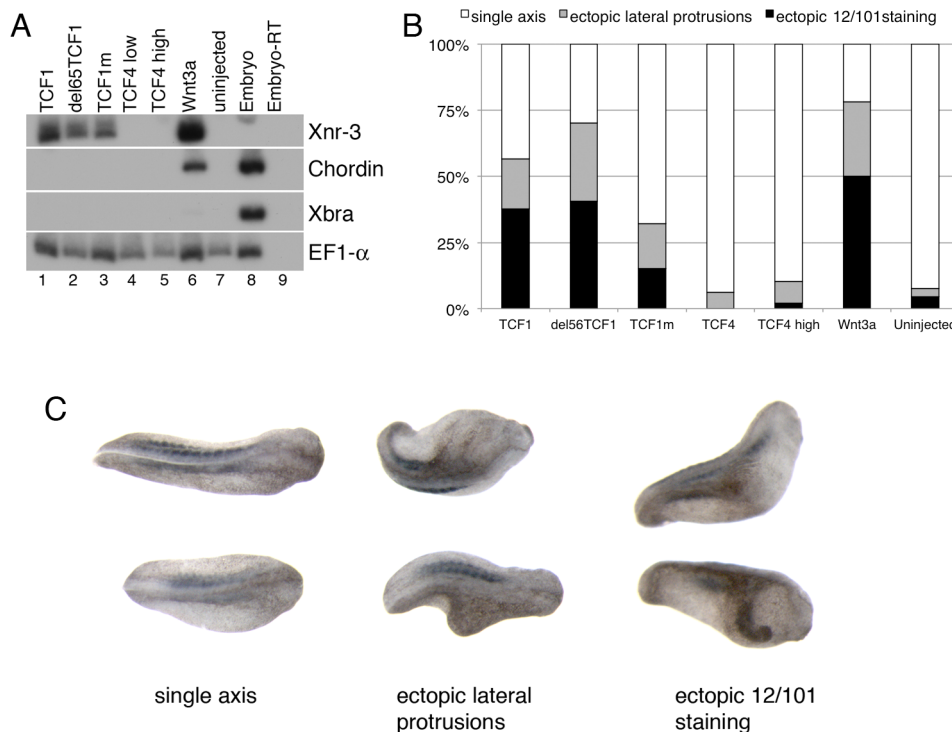 A
TCF1
del65TCF1
TCF1m
TCF4 low
TCF4 high
Wnt3a
uninjected
Embryo
Embryo-RT
Xnr-3
Chordin
Xbra
EF1-α
1 2 3 4 5 6 7 8 9
B
single axis ectopic lateral protrusions ectopic 12/101staining
100%
75%
50%
25%
0%
TCF1 del56TCF1 TCF1m TCF4 TCF4 high Wnt3a Uninjected
C
single axis
ectopic lateral
protrusions
ectopic 12/101
staining